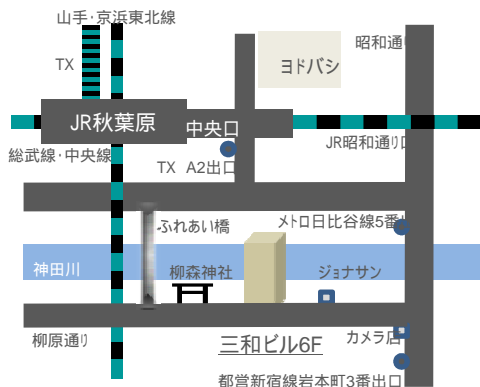 山手・京浜東北線
TX
ヨドバシ
昭和通り
JR秋葉原
中央口
総武線・中央線
JR昭和通り口
TX A2出口
ふれあい橋
メトロ日比谷線5番
神田川
柳森神社
ジョナサン
柳原通り
三和ビル6F
カメラ店
都営新宿線岩本町3番出口